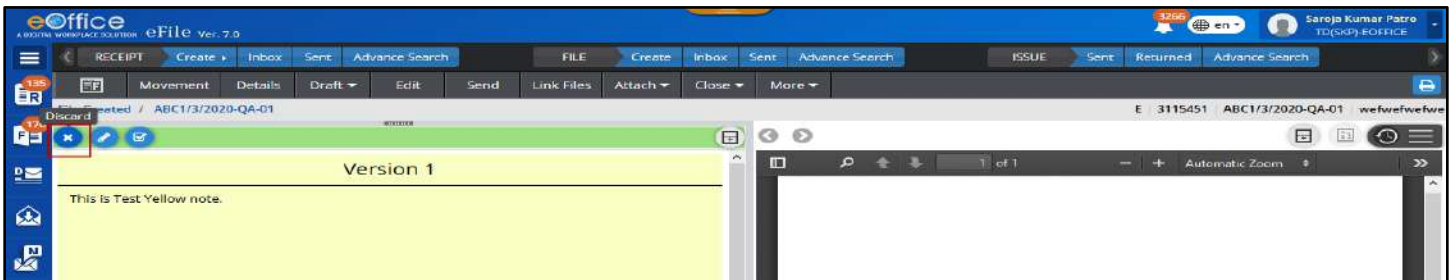 eOffice
A DIGITAL WORKPLACE SOLUTION eFile Ver. 7.0
3266 en Saroja Kumar Patro
TD(SKP)-EOFFICE
RECEIPT Create Inbox Sent Advance Search FILE Create Inbox Sent Advance Search ISSUE Sent Returned Advance Search
135 R Movement Details Draft Edit Send Link Files Attach Close More
Created / ABC1/3/2020-QA-01 E 3115451 ABC1/3/2020-QA-01 wefwefwefwe
Discard
F
Version 1
1 of 1 Automatic Zoom
This is Test Yellow note.
D
N